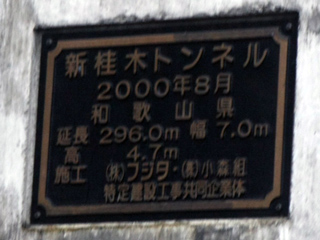 新桂木トンネル
2000年8月
和歌山県
延長 296.0m 幅 7.0m
高 4.7m
施工 (株)フジタ・(株)小森組
特定建設工事共同企業体